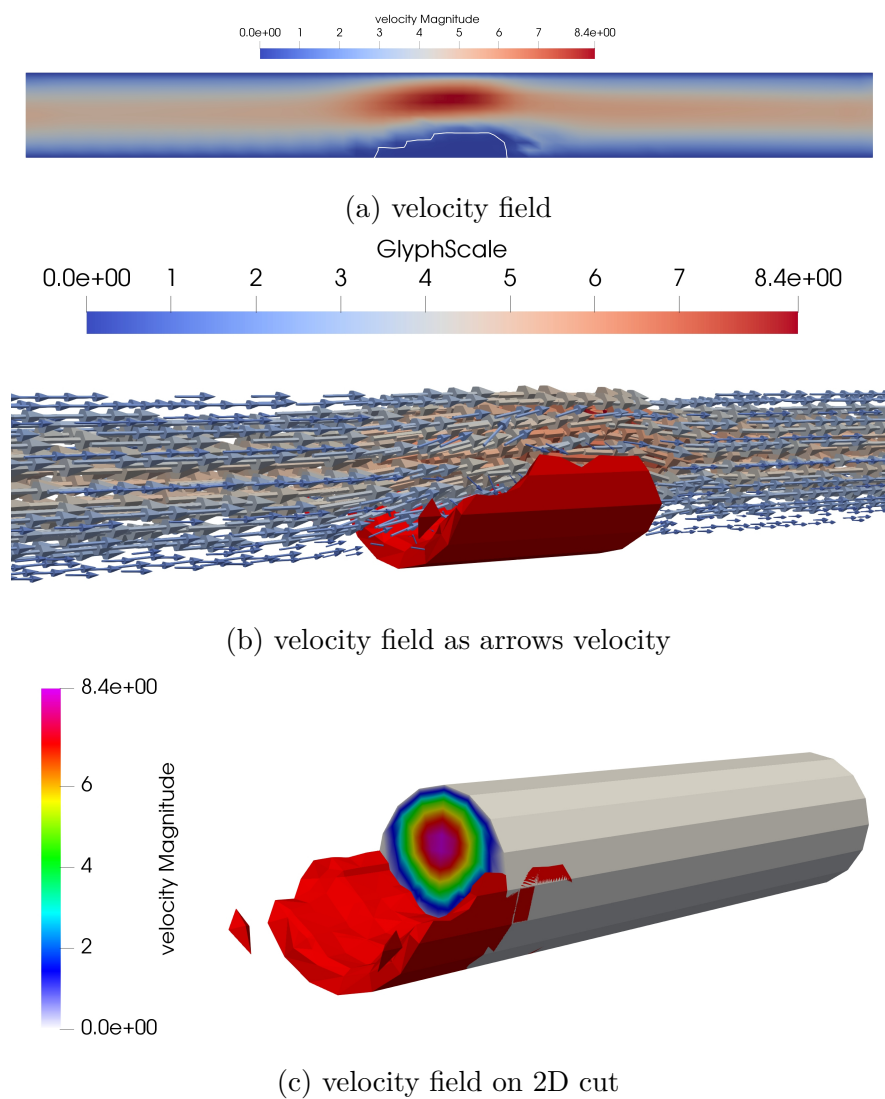 velocity Magnitude
0.0e+00 1 2 3 4 5 6 7 8.4e+00
(a) velocity field
GlyphScale
0.0e+00 1 2 3 4 5 6 7 8.4e+00
(b) velocity field as arrows velocity
8.4e+00
6
4
2
0.0e+00
velocity Magnitude
(c) velocity field on 2D cut